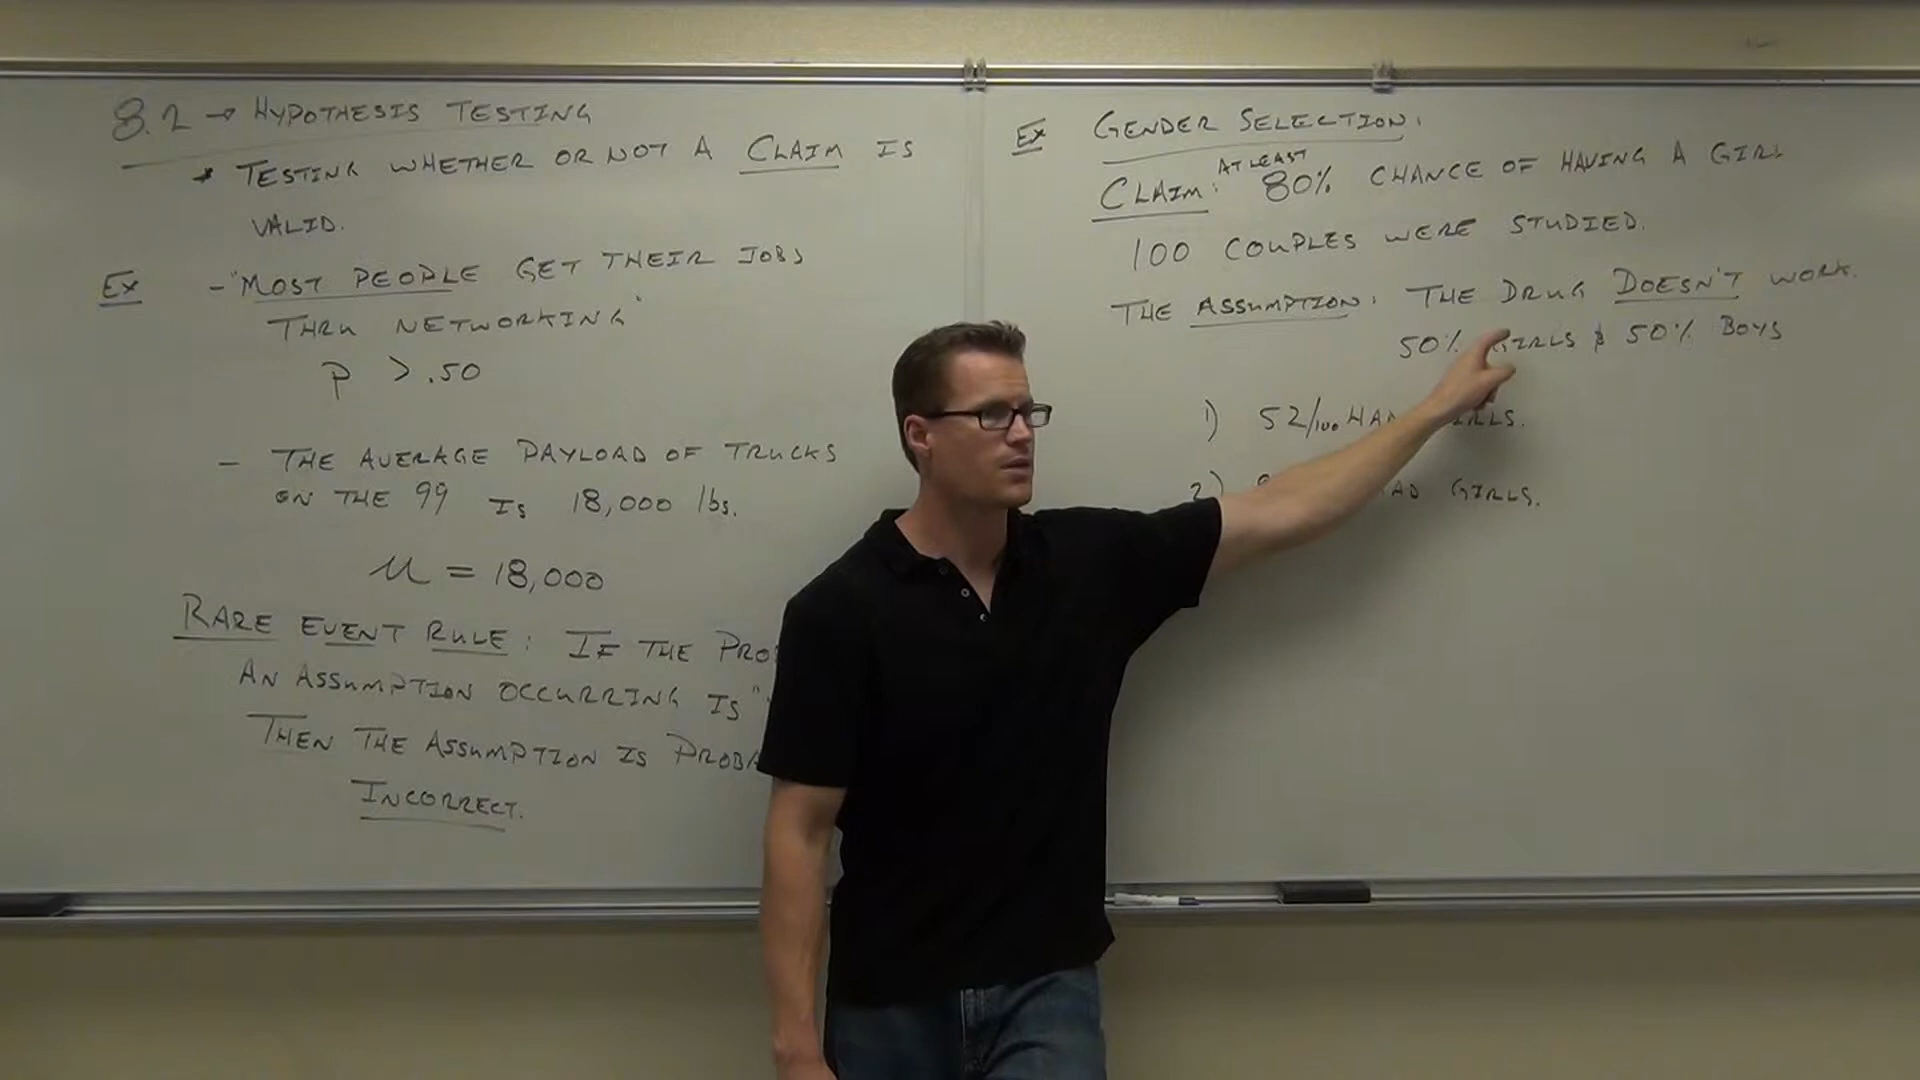 8.2 → HYPOTHESIS TESTING
* TESTING WHETHER OR NOT A CLAIM IS
VALID.
EX - "MOST PEOPLE GET THEIR JOBS
THRU NETWORKING"
P > .50
- THE AVERAGE PAYLOAD OF TRUCKS
ON THE 99 IS 18,000 lbs.
μ = 18,000
RARE EVENT RULE: IF THE
AN ASSUMPTION OCCURRING IS "
THEN THE ASSUMPTION IS
INCORRECT.
EX GENDER SELECTION:
CLAIM: AT LEAST 80% CHANCE OF HAVING A GIRL
100 COUPLES WERE STUDIED.
THE ASSUMPTION: THE DRUG DOESN'T WORK.
50% GIRLS & 50% BOYS
1) 52/100 GIRLS.
2) GIRLS.